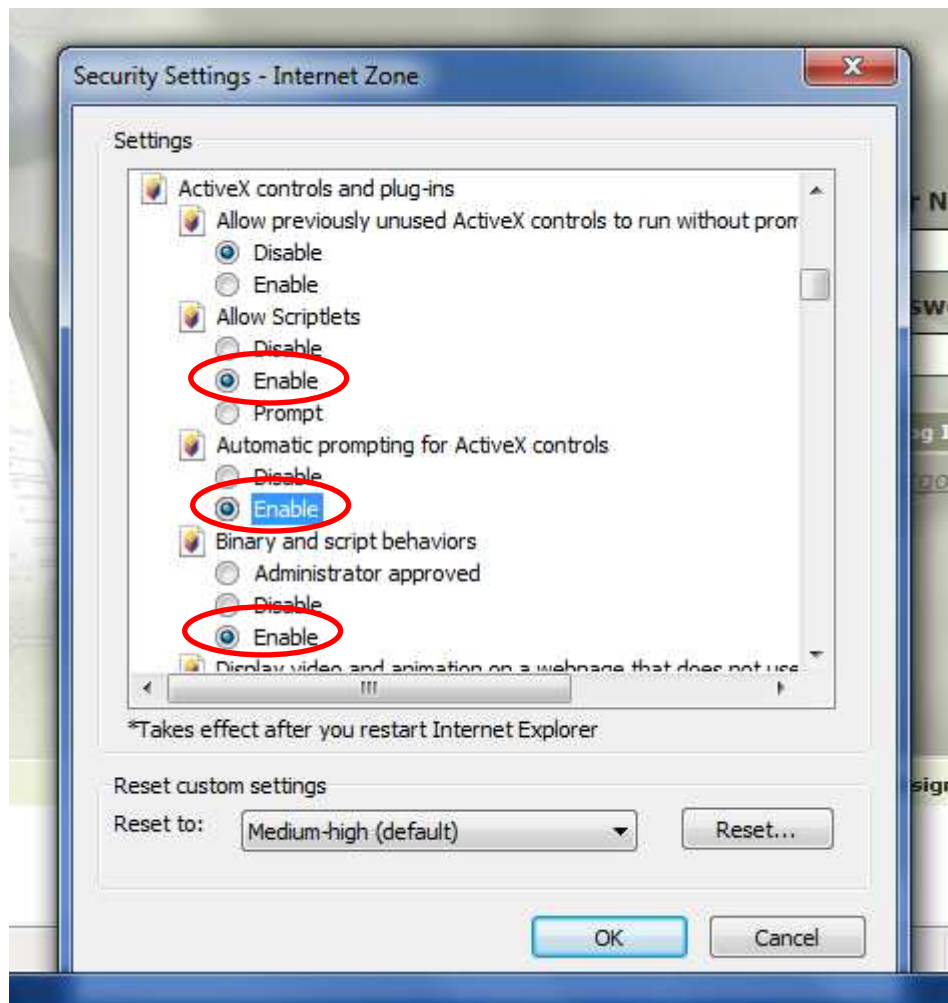 Security Settings - Internet Zone
Settings
ActiveX controls and plug-ins
Allow previously unused ActiveX controls to run without prom
Disable
Enable
Allow Scriptlets
Disable
Enable
Prompt
Automatic prompting for ActiveX controls
Disable
Enable
Binary and script behaviors
Administrator approved
Disable
Enable
Display video and animation on a webpage that does not use
*Takes effect after you restart Internet Explorer
Reset custom settings
Reset to:
Medium-high (default)
Reset...
OK
Cancel